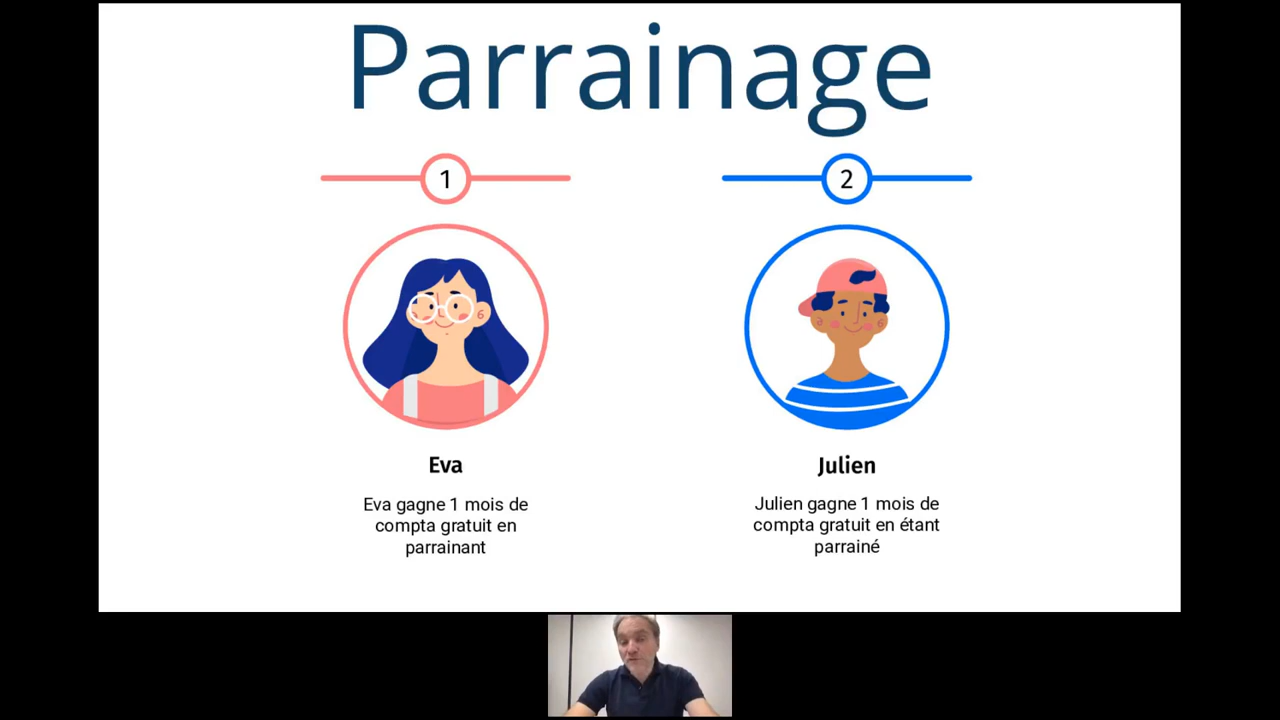 Parrainage
1
2
Eva
Eva gagne 1 mois de
compta gratuit en
parrainant
Julien
Julien gagne 1 mois de
compta gratuit en étant
parrainé